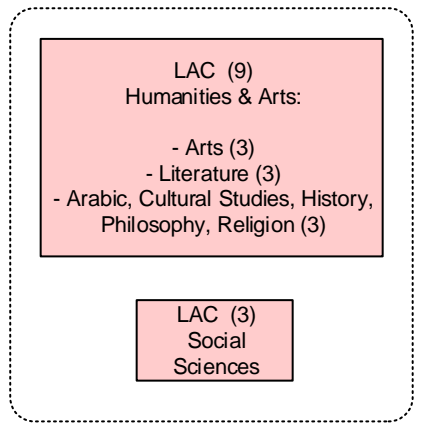 LAC (9)
Humanities & Arts:
- Arts (3)
- Literature (3)
- Arabic, Cultural Studies, History,
Philosophy, Religion (3)
LAC (3)
Social
Sciences